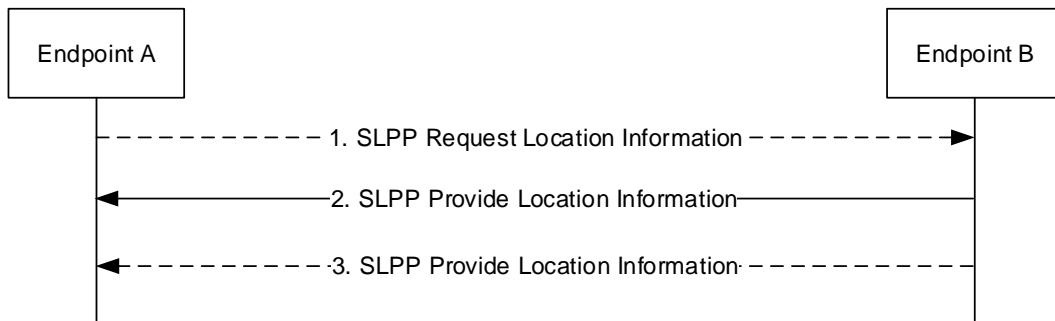 Endpoint A
Endpoint B
1. SLPP Request Location Information
2. SLPP Provide Location Information
3. SLPP Provide Location Information